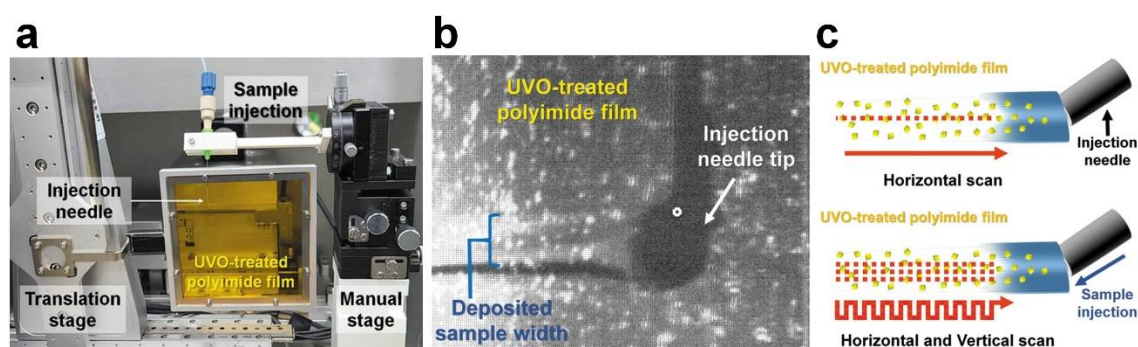 a
Sample
injection
Injection
needle
UVO-treated
polyimide film
Translation
stage
Manual
stage
b
UVO-treated
polyimide film
Injection
needle tip
Deposited
sample width
c
UVO-treated polyimide film
Injection
needle
Horizontal scan
UVO-treated polyimide film
Sample
injection
Horizontal and Vertical scan